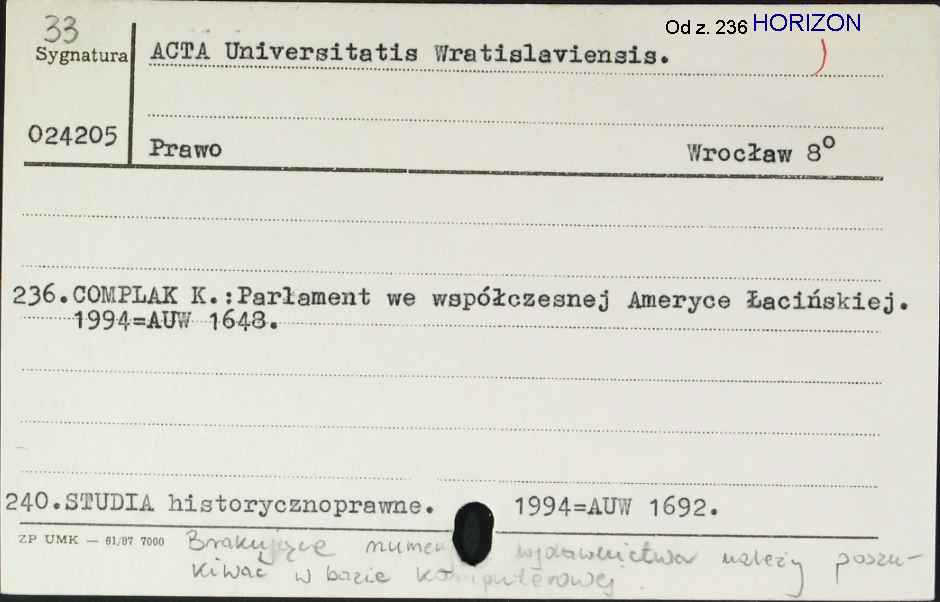 33
Od z. 236 HORIZON
Sygnatura
ACTA Universitatis Wratislaviensis.
024205
Prawo
Wrocław 8°
236.COMPLAK K.:Parlament we współczesnej Ameryce Łacińskiej.
1994=AUW 1648.
240.STUDIA historycznoprawne. 1994=AUW 1692.
ZP UMK — 61/87 7000
Brakujące numery wydawnictwa należy poszu-
kiwać w bazie komputerowej.